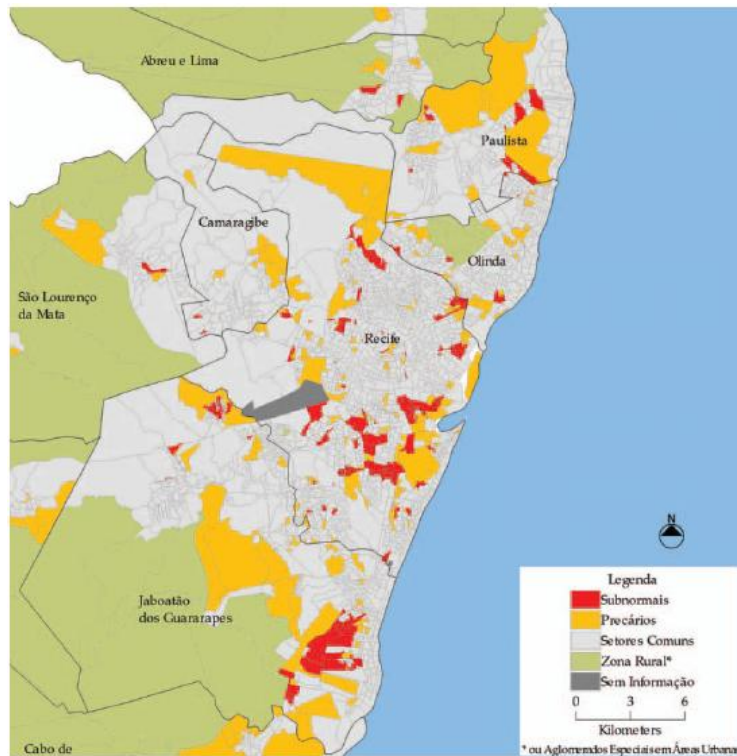 Abreu e Lima
Paulista
Camaragibe
Olinda
São Lourenço
da Mata
Recife
N
Jaboatão
dos Guararapes
Cabo de
Legenda
Subnormais
Precários
Setores Comuns
Zona Rural*
Sem Informação
0 3 6
Kilometers
* ou Aglomerados Especiais em Áreas Urbana